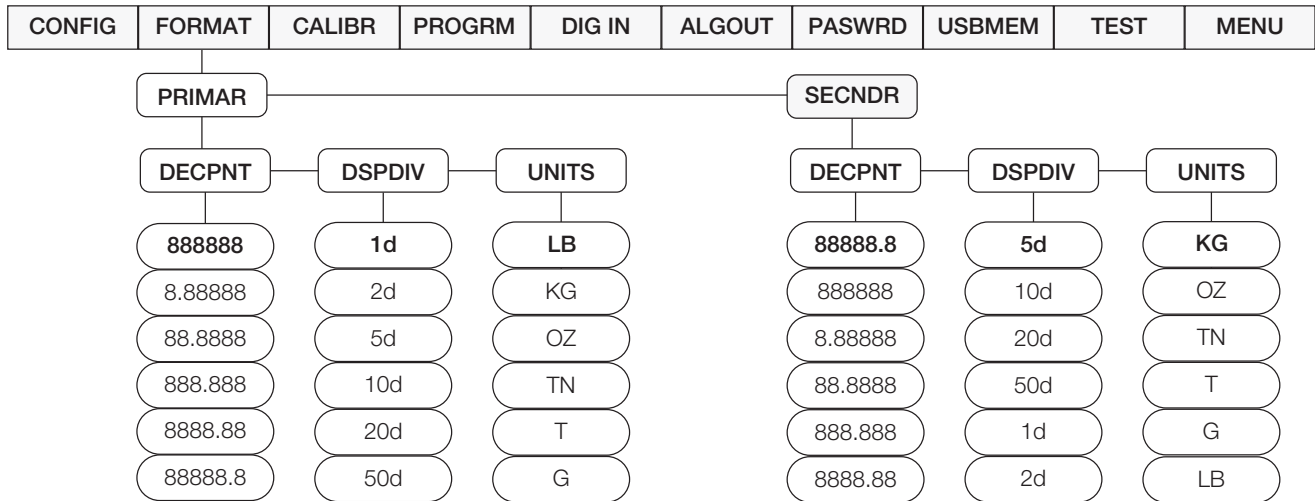 CONFIG FORMAT CALIBR PROGRM DIG IN ALGOUT PASWRD USBMEM TEST MENU
PRIMAR SECNDR
DECPNT DSPDIV UNITS DECPNT DSPDIV UNITS
888888 1d LB 88888.8 5d KG
8.88888 2d KG 888888 10d OZ
88.8888 5d OZ 8.88888 20d TN
888.888 10d TN 88.8888 50d T
8888.88 20d T 888.888 1d G
88888.8 50d G 8888.88 2d LB